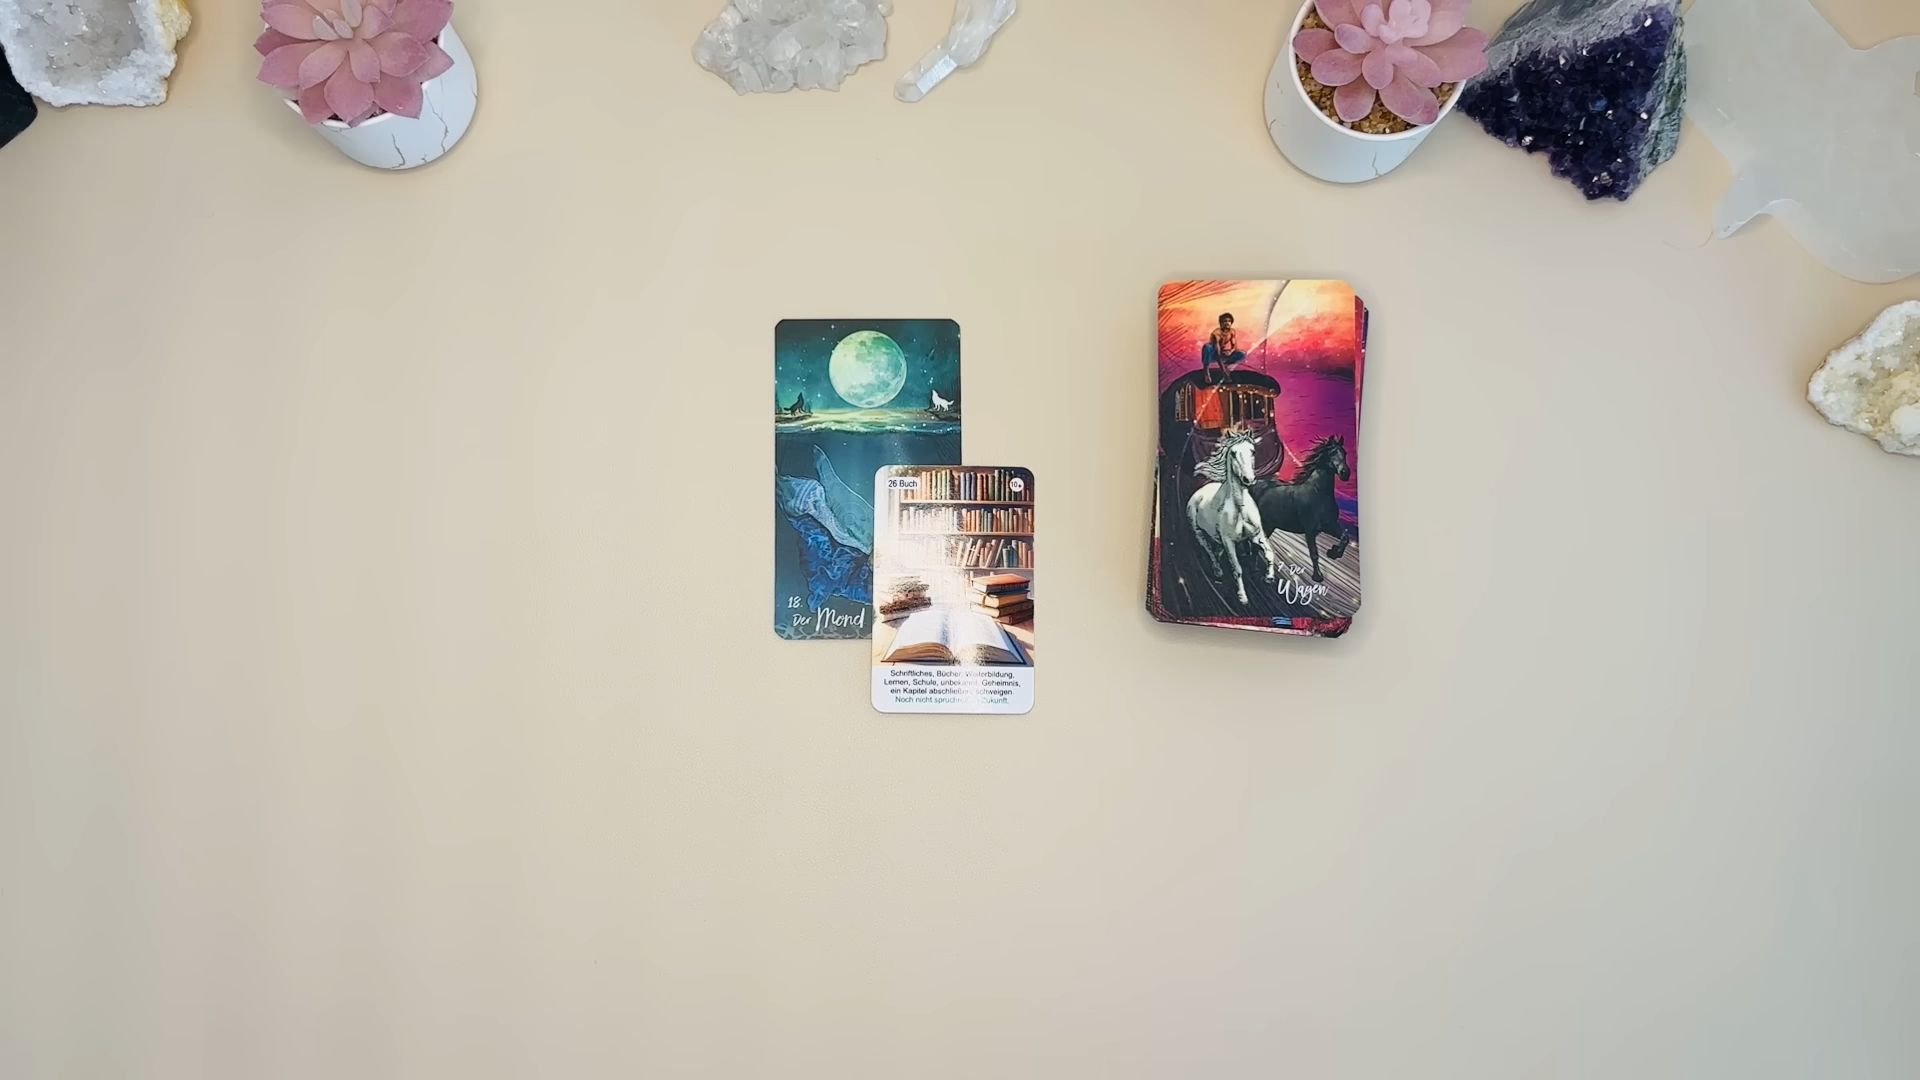 18.
Der Mond
26 Buch
10+
Schriftliches, Bücher, Weiterbildung,
Lernen, Schule, unbekannt, Geheimnis,
ein Kapitel abschließen, schweigen.
Noch nicht Zukunft.
7. Der
Wagen